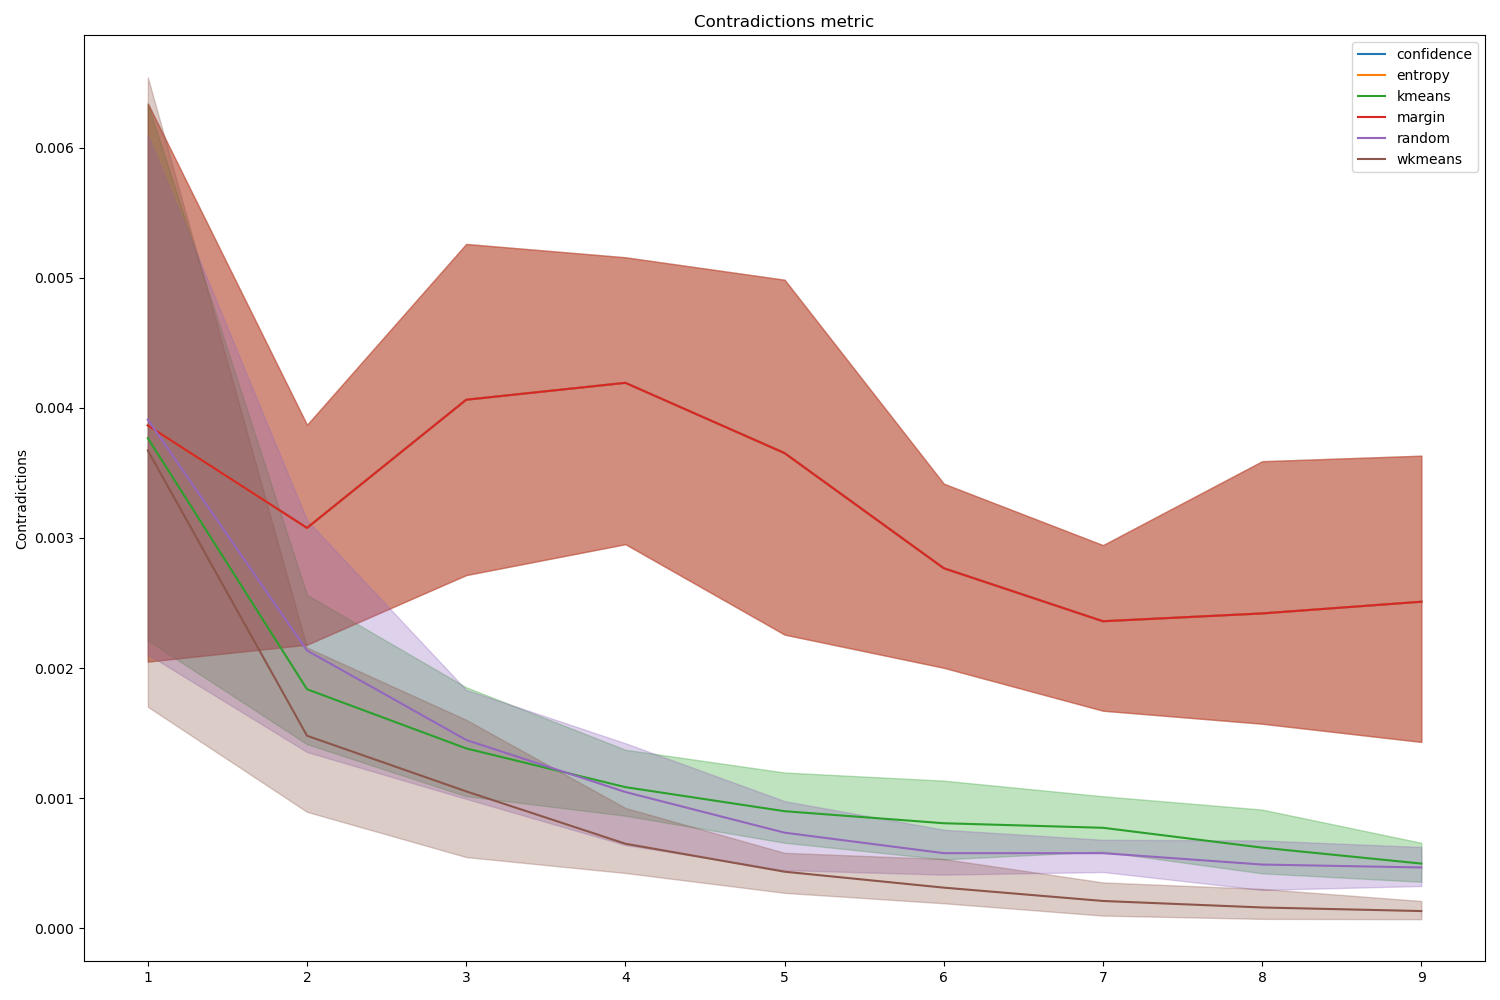 Contradictions metric
confidence
entropy
kmeans
margin
random
wkmeans
Contradictions
0.006
0.005
0.004
0.003
0.002
0.001
0.000
1 2 3 4 5 6 7 8 9